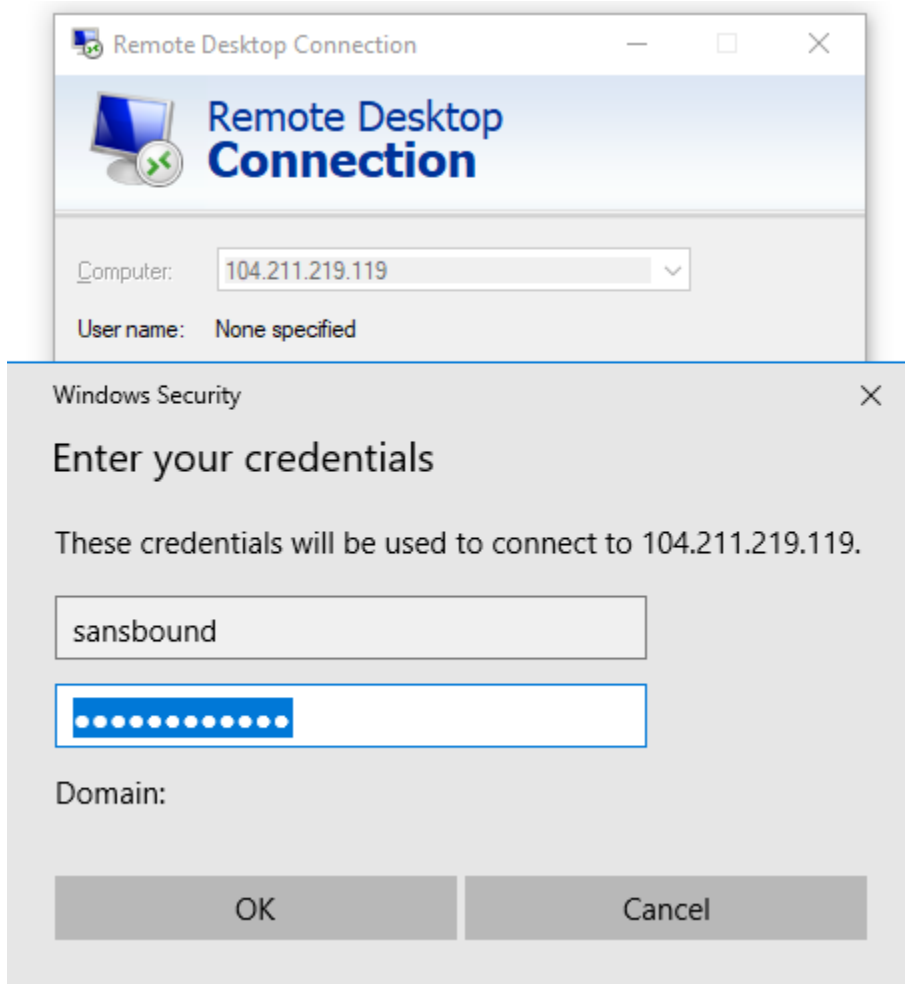 Remote Desktop Connection
Remote Desktop
Connection
Computer: 104.211.219.119
User name: None specified
Windows Security
Enter your credentials
These credentials will be used to connect to 104.211.219.119.
sansbound
●●●●●●●●●●●●
Domain:
OK Cancel